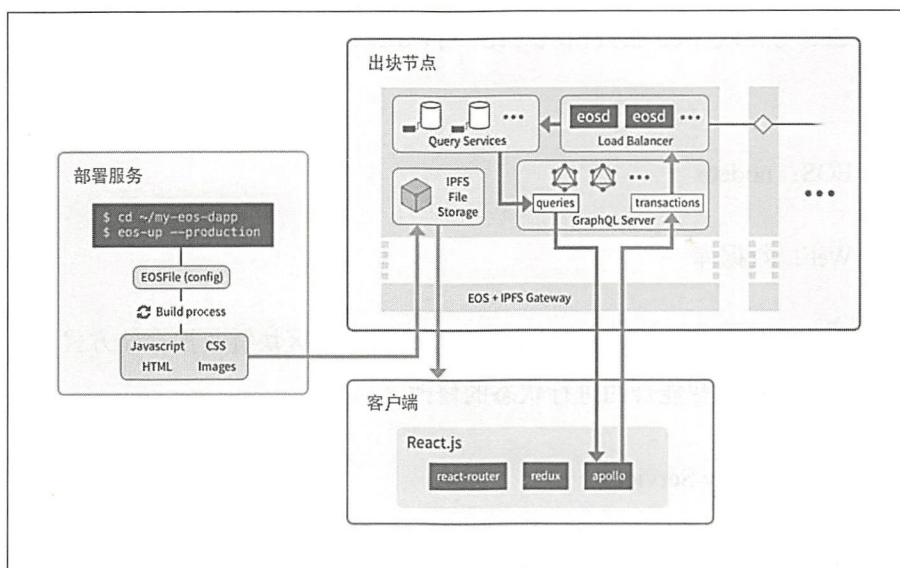 出块节点
eosd
eosd
Query Services
Load Balancer
IPFS
File
Storage
queries
transactions
GraphQL Server
EOS + IPFS Gateway
部署服务
$ cd ~/my-eos-dapp
$ eos-up --production
EOSFile (config)
Build process
Javascript CSS
HTML Images
客户端
React.js
react-router
redux
apollo